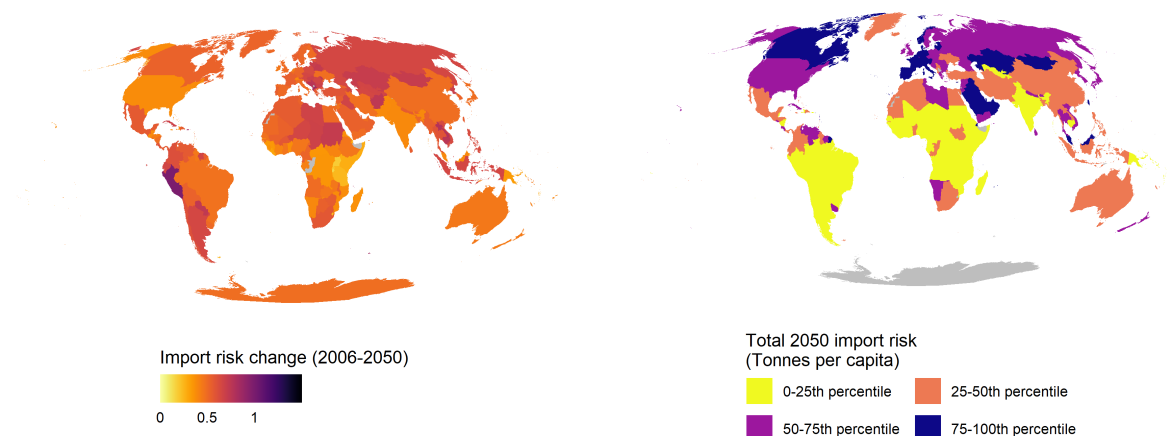 Import risk change (2006-2050)
0 0.5 1
Total 2050 import risk
(Tonnes per capita)
0-25th percentile 25-50th percentile
50-75th percentile 75-100th percentile